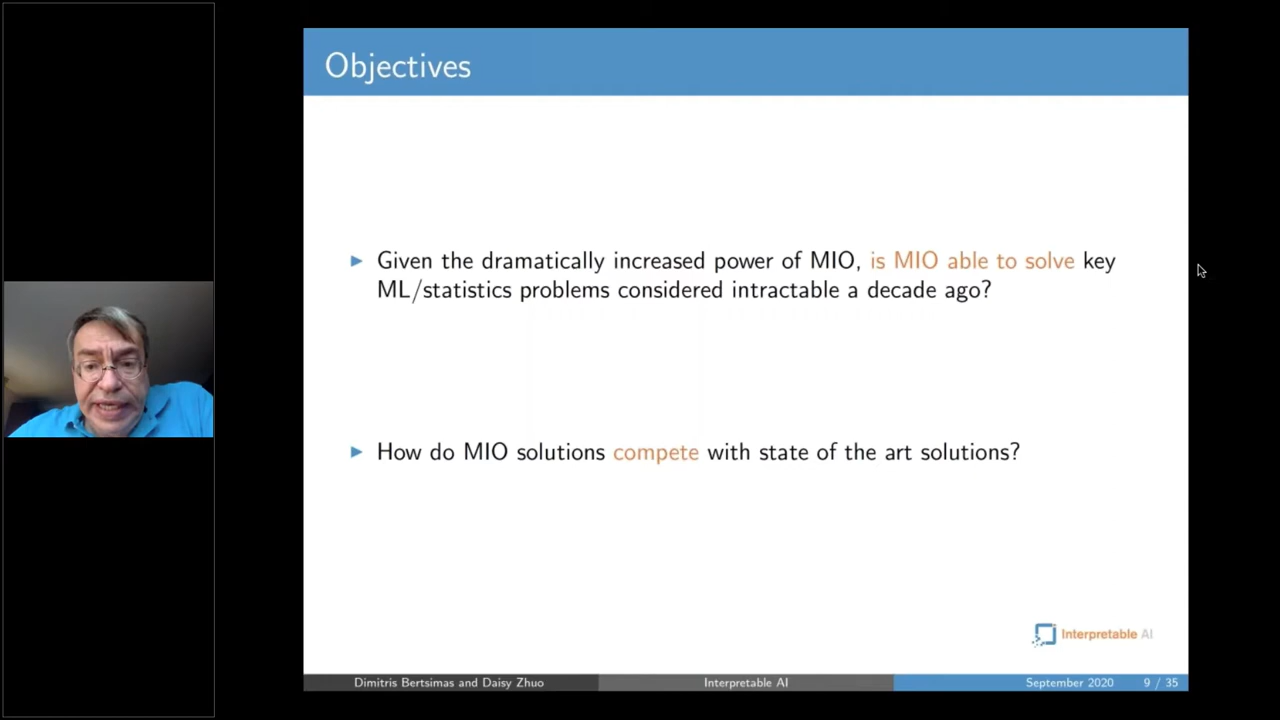 Objectives
Given the dramatically increased power of MIO, is MIO able to solve key
ML/statistics problems considered intractable a decade ago?
How do MIO solutions compete with state of the art solutions?
Interpretable AI
Dimitris Bertsimas and Daisy Zhuo Interpretable AI September 2020 9 / 35